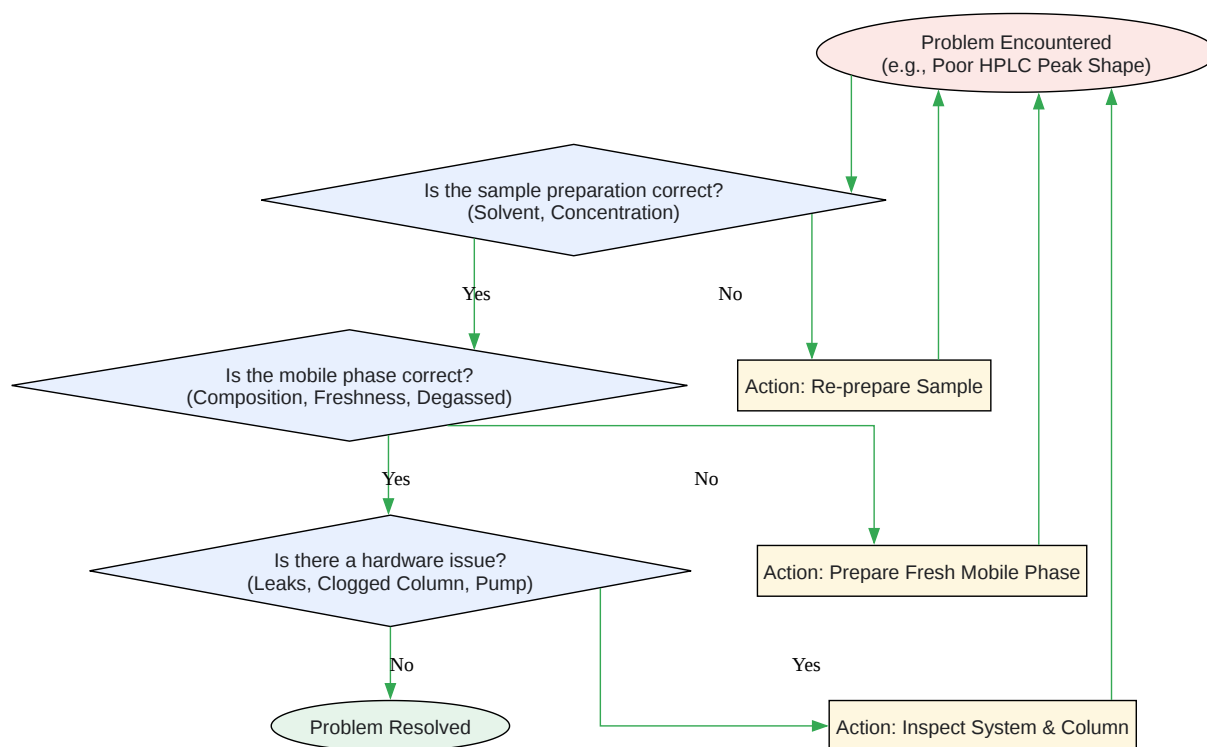 Problem Encountered
(e.g., Poor HPLC Peak Shape)
Is the sample preparation correct?
(Solvent, Concentration)
Yes
No
Is the mobile phase correct?
(Composition, Freshness, Degassed)
Action: Re-prepare Sample
Yes
No
Is there a hardware issue?
(Leaks, Clogged Column, Pump)
Action: Prepare Fresh Mobile Phase
No
Yes
Problem Resolved
Action: Inspect System & Column